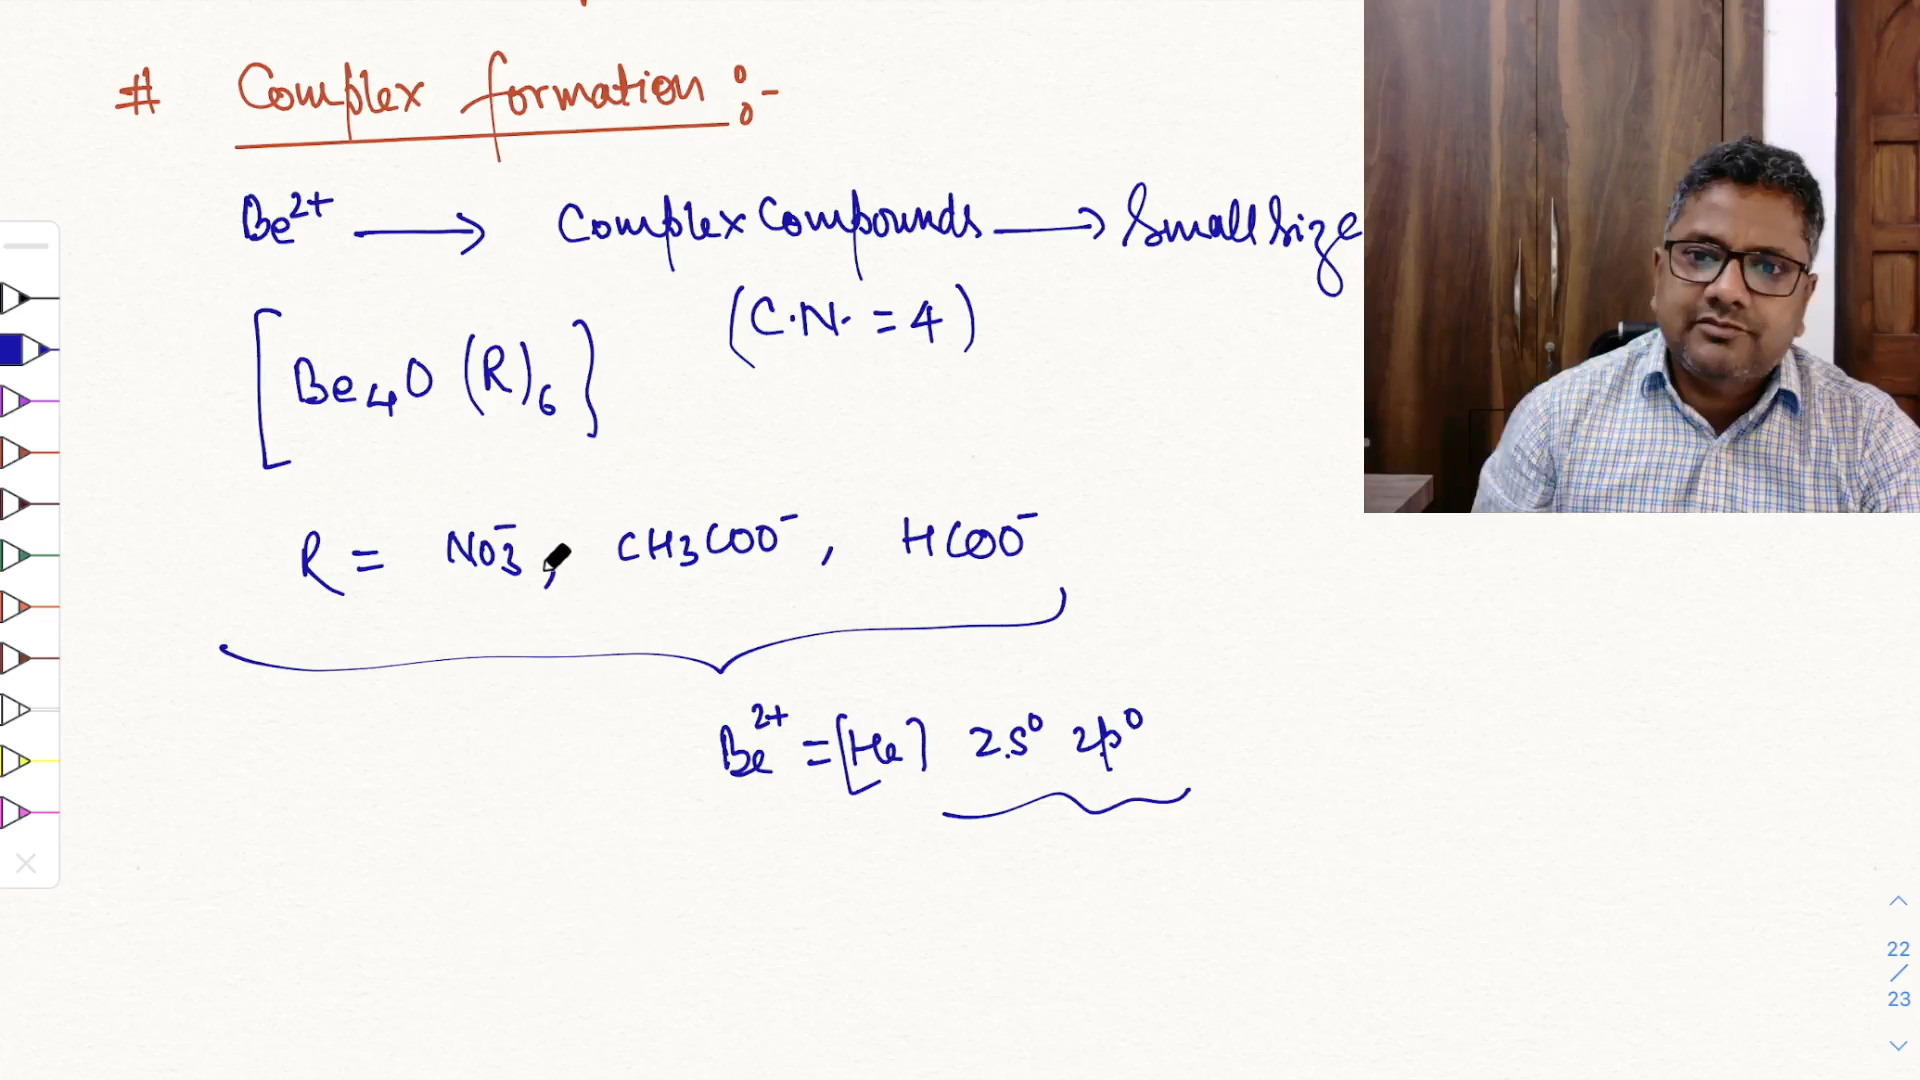 # Complex formation :-
Be²⁺ ⟶ Complex Compounds ⟶ Small Size
(C.N. = 4)
[Be₄O (R)₆]
R = NO₃⁻, CH₃COO⁻, HCOO⁻
Be²⁺ = [He] 2s⁰ 2p⁰
22
/
23